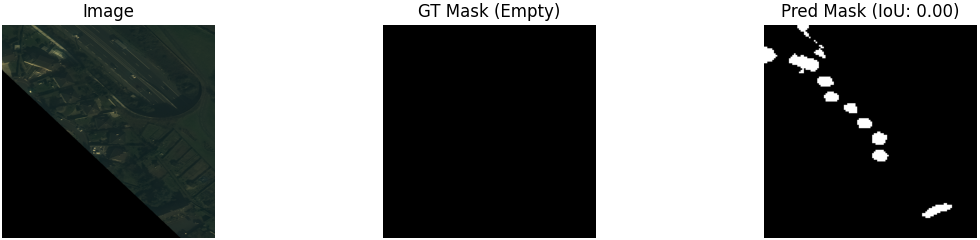 Image
GT Mask (Empty)
Pred Mask (IoU: 0.00)